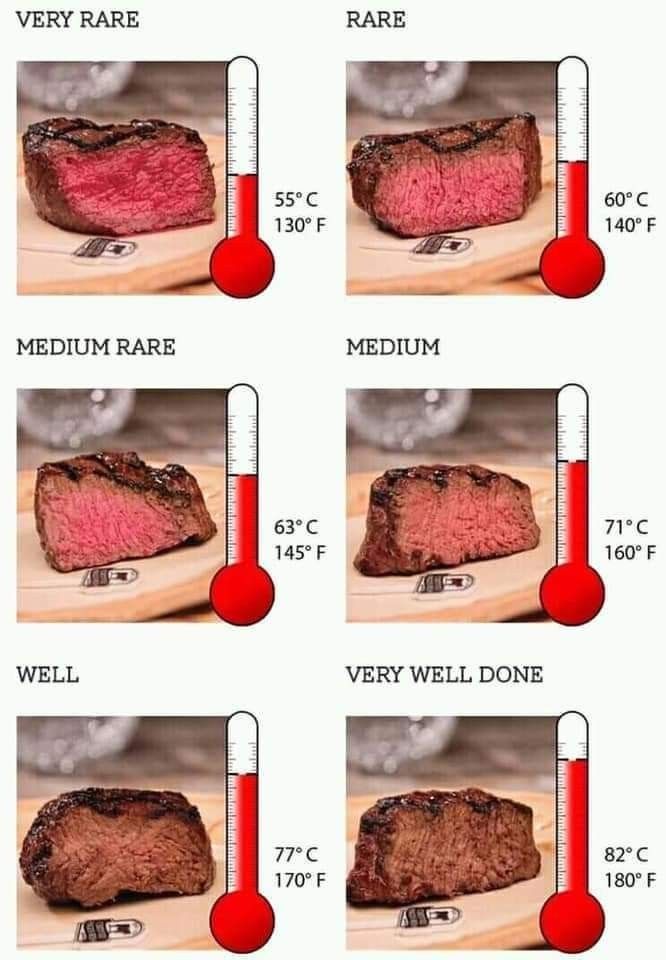 VERY RARE
RARE
55° C
130° F
60° C
140° F
MEDIUM RARE
MEDIUM
63° C
145° F
71° C
160° F
WELL
VERY WELL DONE
77° C
170° F
82° C
180° F